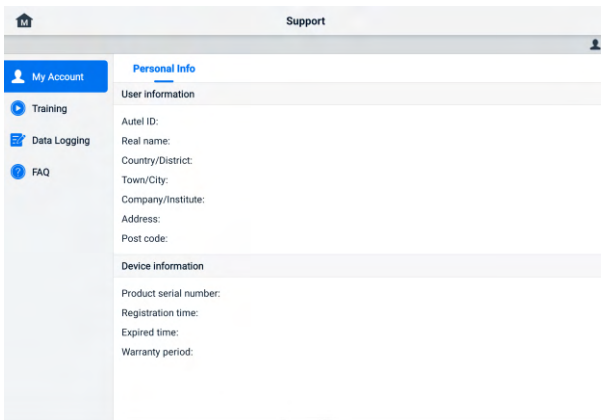 M
Support
My Account
Training
Data Logging
? FAQ
Personal Info
User information
Autel ID:
Real name:
Country/District:
Town/City:
Company/Institute:
Address:
Post code:
Device information
Product serial number:
Registration time:
Expired time:
Warranty period: